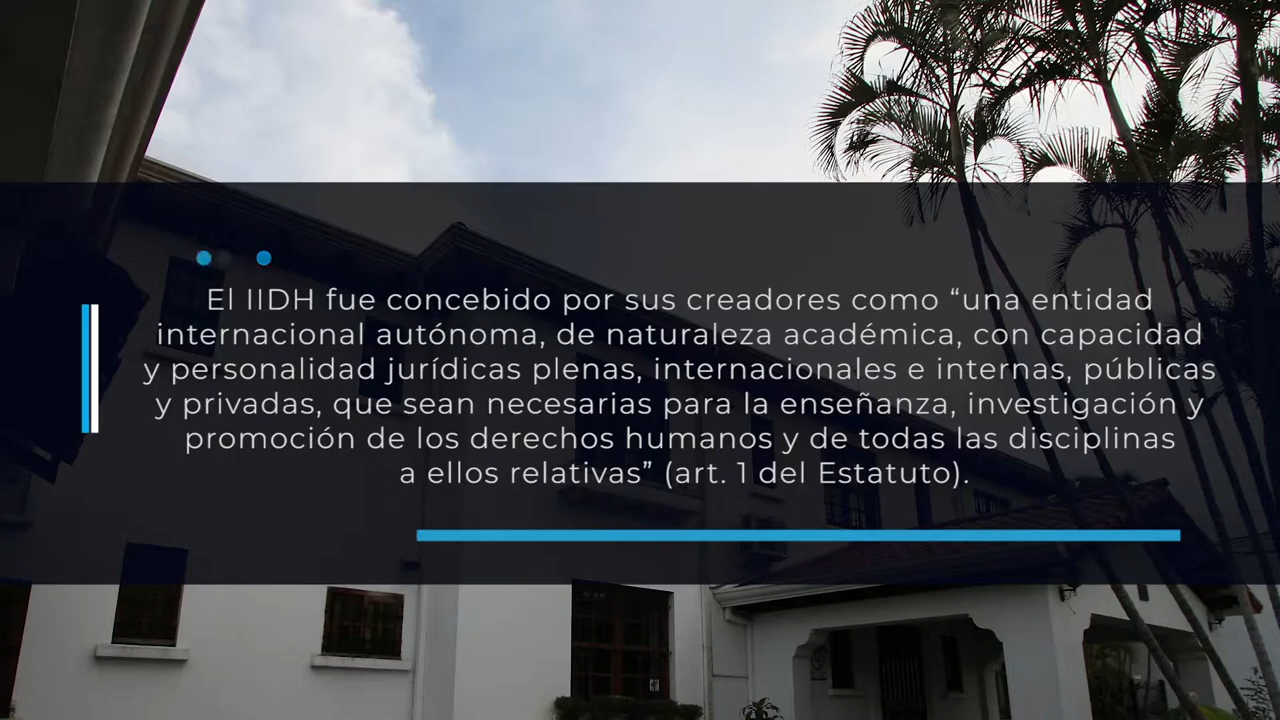 El IIDH fue concebido por sus creadores como “una entidad
internacional autónoma, de naturaleza académica, con capacidad
y personalidad jurídicas plenas, internacionales e internas, públicas
y privadas, que sean necesarias para la enseñanza, investigación y
promoción de los derechos humanos y de todas las disciplinas
a ellos relativas” (art. 1 del Estatuto).